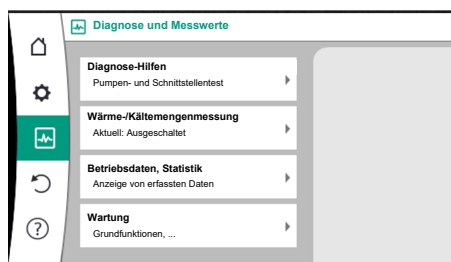 Diagnose und Messwerte
Diagnose-Hilfen
Pumpen- und Schnittstellentest
Wärme-/Kältemengenmessung
Aktuell: Ausgeschaltet
Betriebsdaten, Statistik
Anzeige von erfassten Daten
Wartung
Grundfunktionen, ...
?